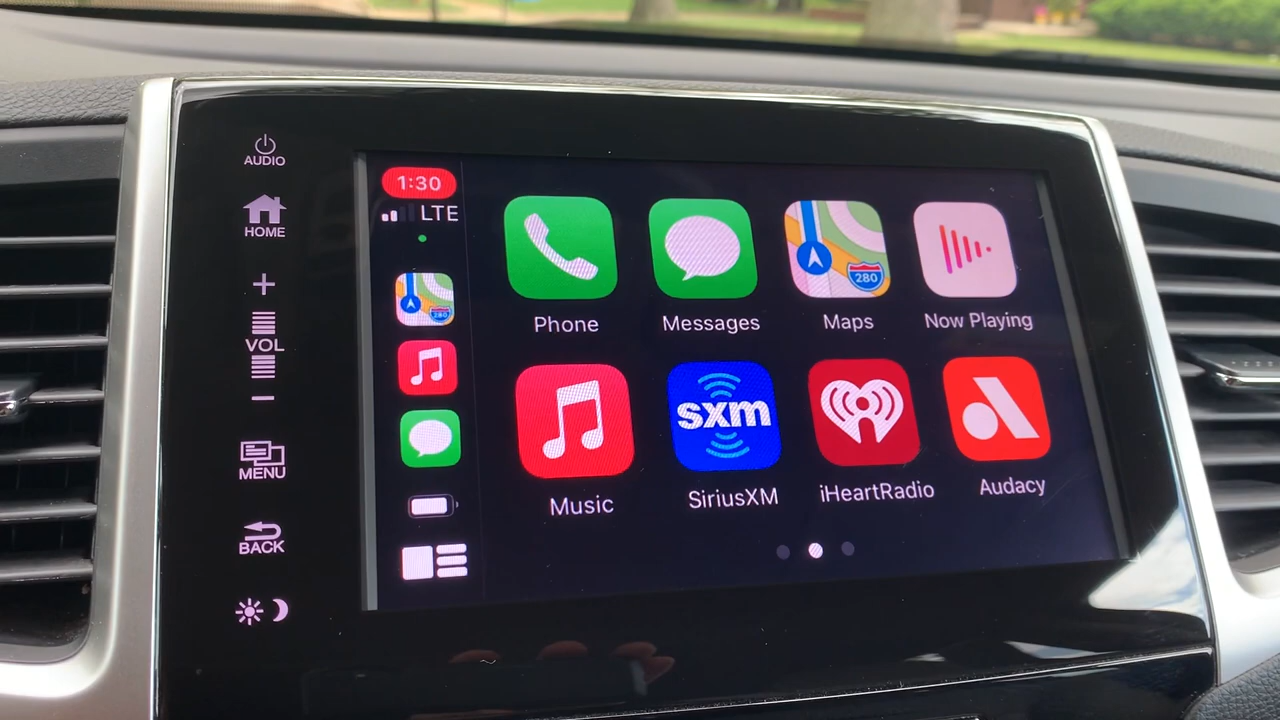 AUDIO
HOME
+
VOL
−
MENU
BACK
1:30
LTE
280
280
Phone
Messages
Maps
Now Playing
sxm
Music
SiriusXM
iHeartRadio
Audacy